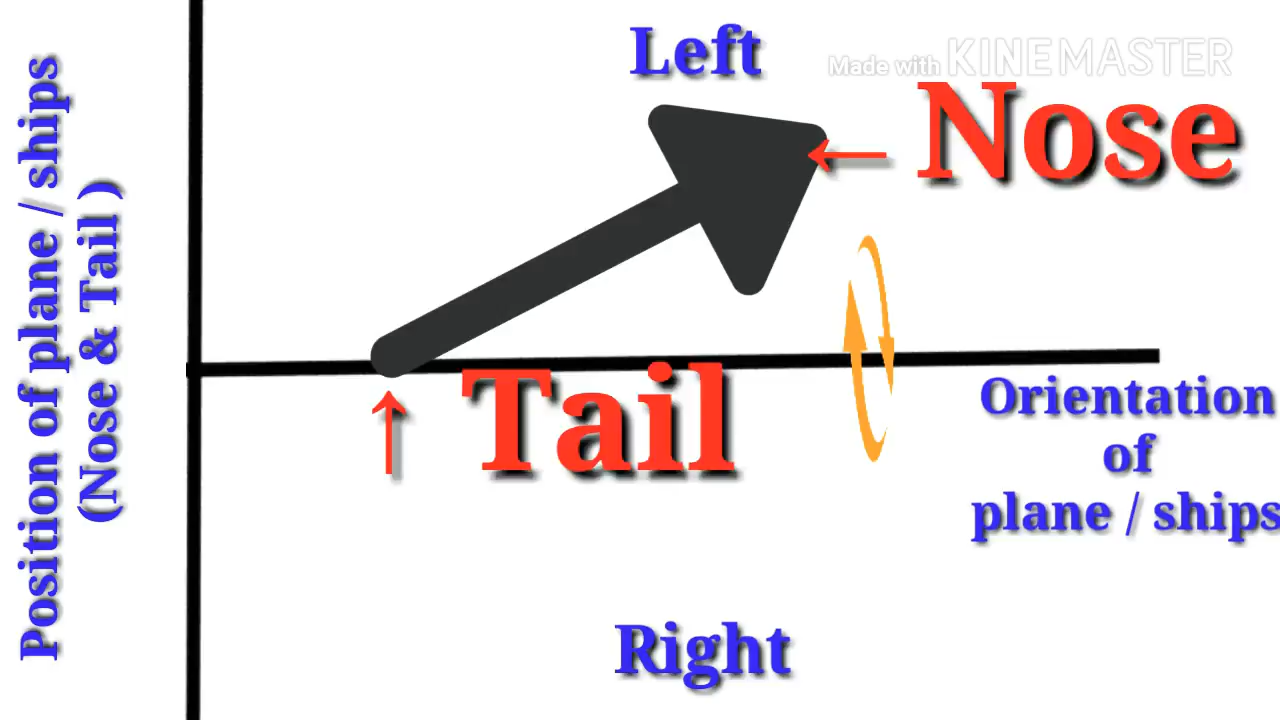 Left
Made with KINEMASTER
Nose
Position of plane / ships
(Nose & Tail )
Tail
Orientation
of
plane / ships
Right